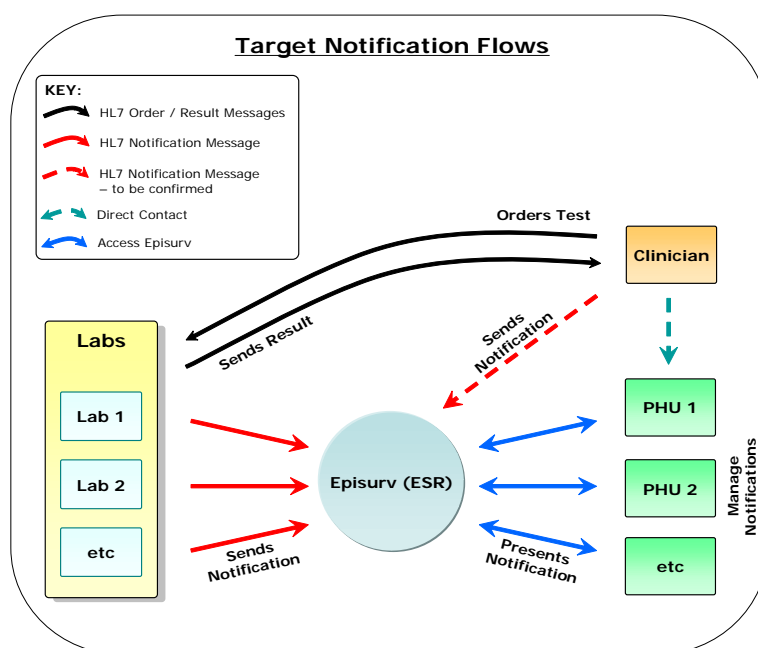 Target Notification Flows
KEY:
HL7 Order / Result Messages
HL7 Notification Message
HL7 Notification Message
– to be confirmed
Direct Contact
Access Episurv
Orders Test
Clinician
Sends Result
Sends
Notification
Labs
Lab 1
Lab 2
etc
Sends
Notification
Episurv (ESR)
Presents
Notification
PHU 1
PHU 2
etc
Manage
Notifications